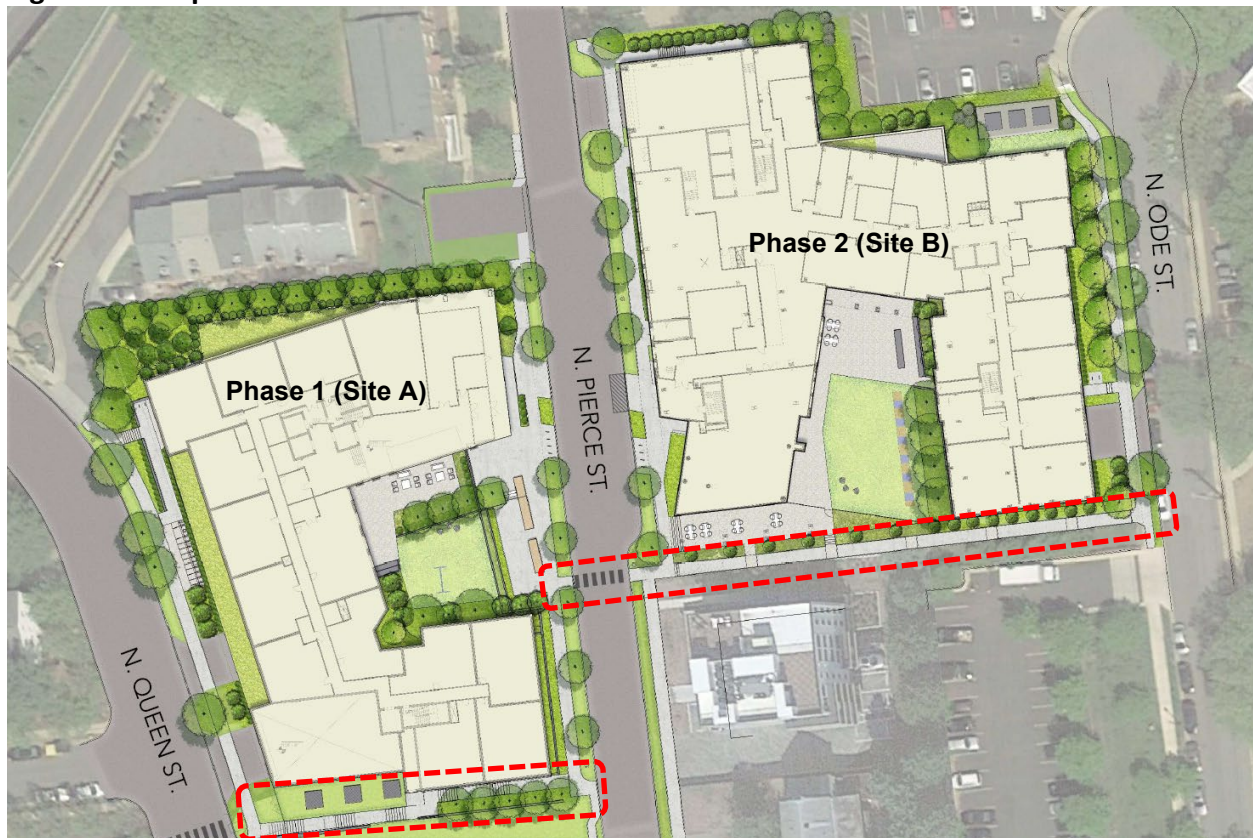 Phase 2 (Site B)
N. ODE ST.
Phase 1 (Site A)
N. PIERCE ST.
N. QUEEN ST.